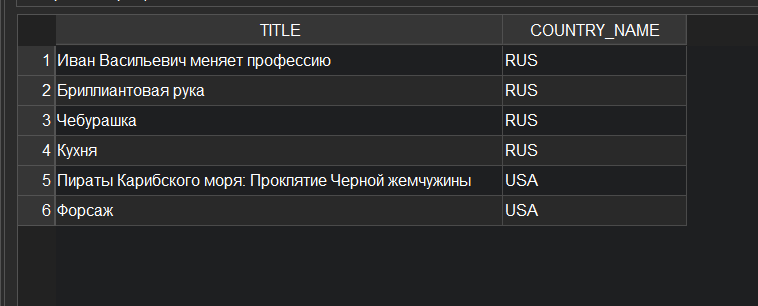 TITLE COUNTRY_NAME
1 Иван Васильевич меняет профессию RUS
2 Бриллиантовая рука RUS
3 Чебурашка RUS
4 Кухня RUS
5 Пираты Карибского моря: Проклятие Черной жемчужины USA
6 Форсаж USA